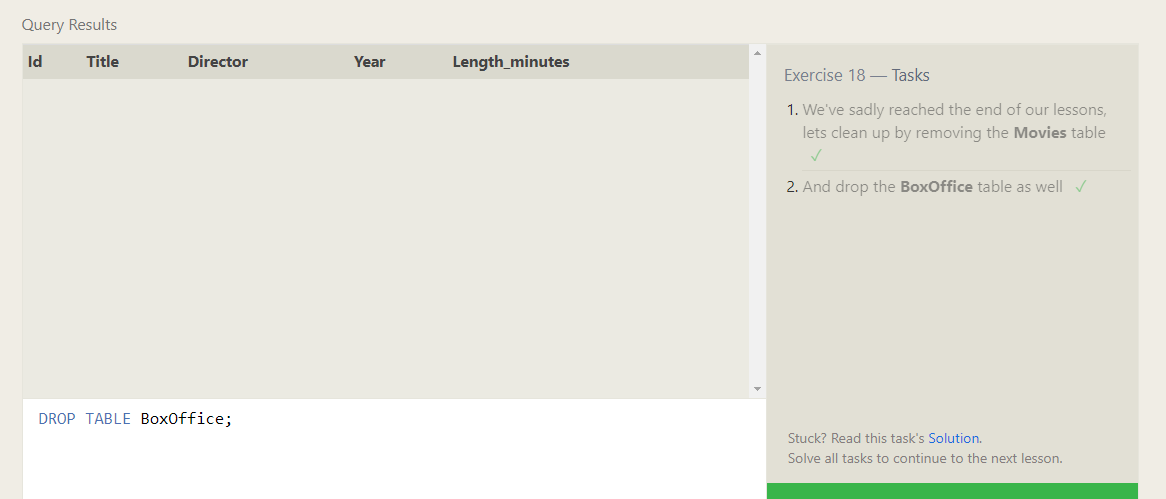 Query Results
Id Title Director Year Length_minutes
Exercise 18 — Tasks
1. We've sadly reached the end of our lessons,
lets clean up by removing the Movies table
✓
2. And drop the BoxOffice table as well ✓
Stuck? Read this task's Solution.
Solve all tasks to continue to the next lesson.
DROP TABLE BoxOffice;